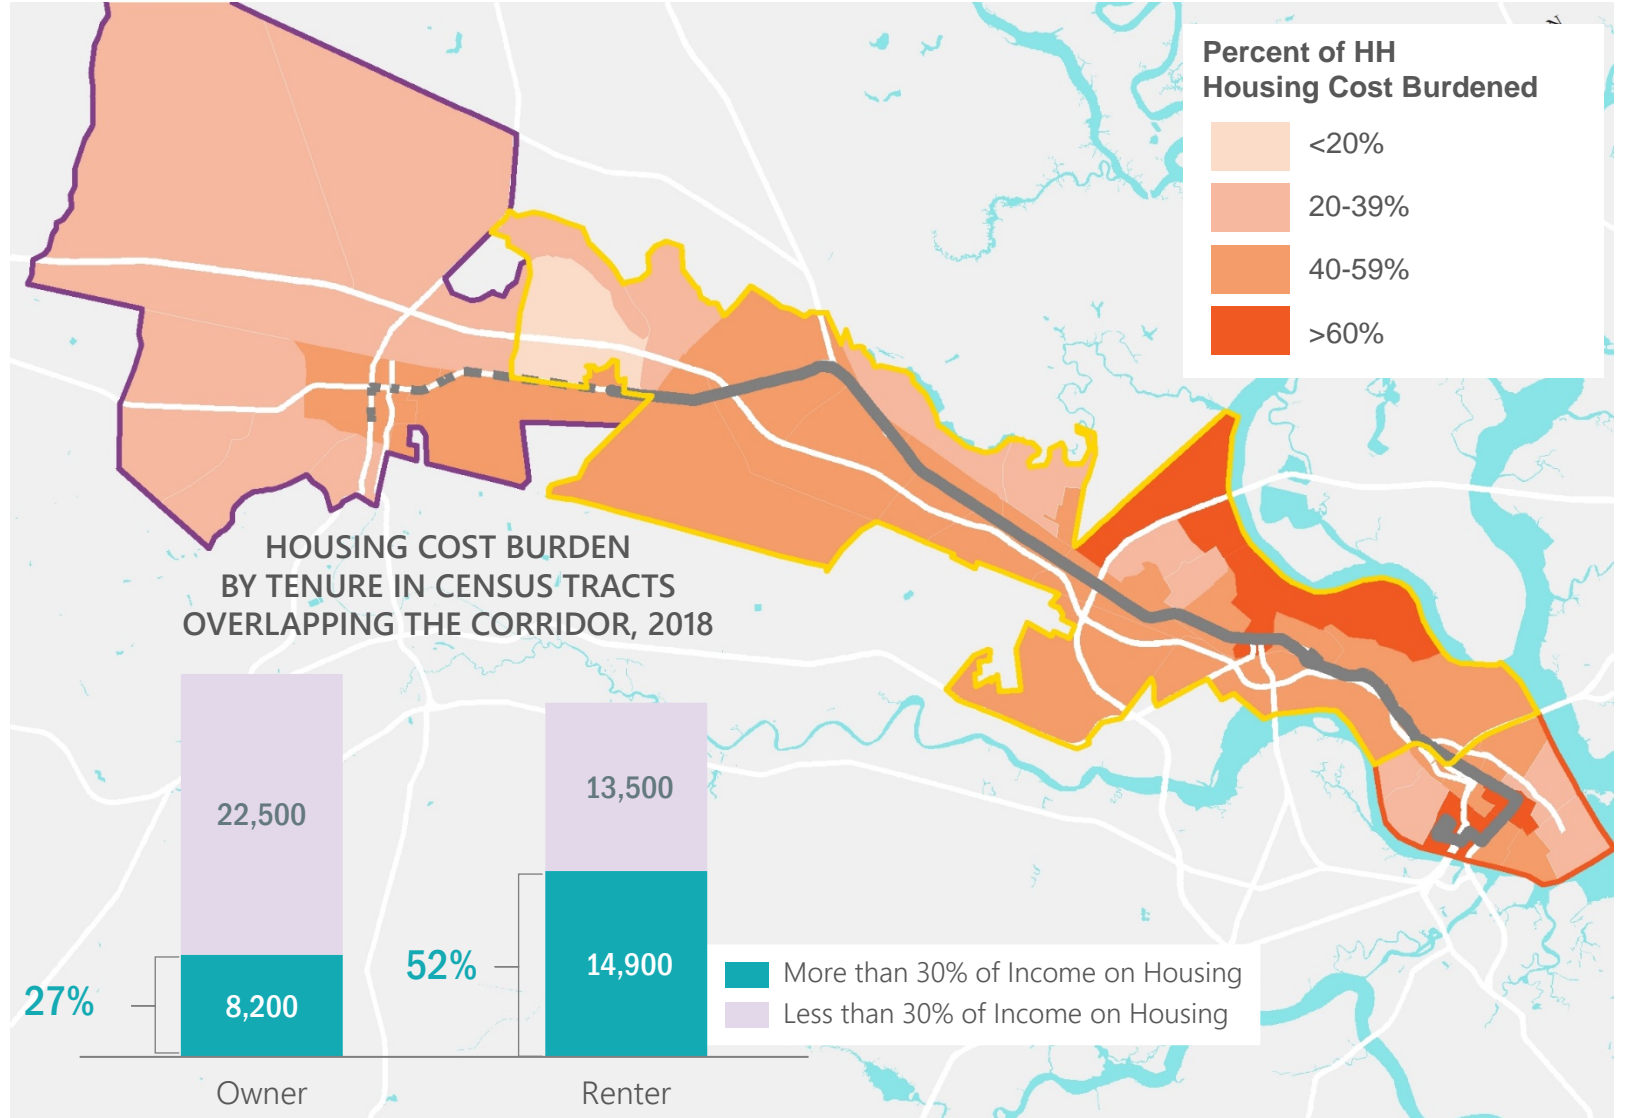 N
Percent of HH
Housing Cost Burdened
<20%
20-39%
40-59%
>60%
HOUSING COST BURDEN
BY TENURE IN CENSUS TRACTS
OVERLAPPING THE CORRIDOR, 2018
22,500
13,500
52%
14,900
27%
8,200
More than 30% of Income on Housing
Less than 30% of Income on Housing
Owner
Renter